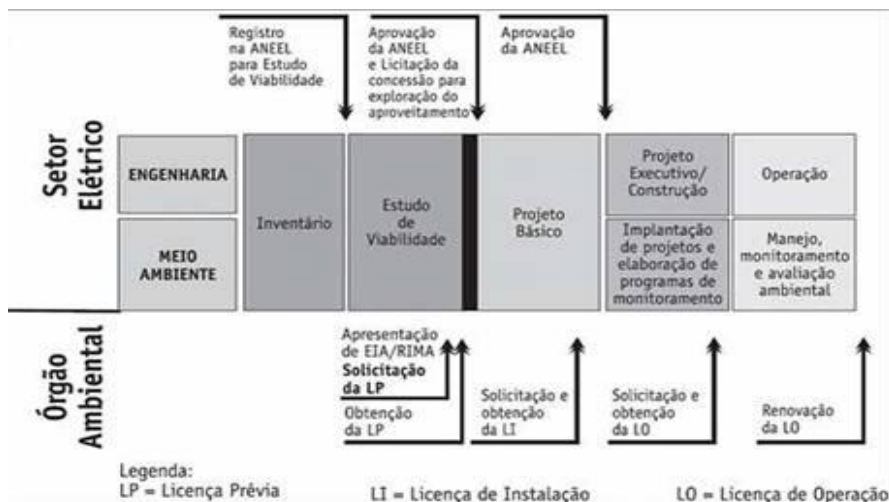 Registro
na ANEEL
para Estudo
de Viabilidade
Aprovação
da ANEEL
e Licitação da
concessão para
exploração do
aproveitamento
Aprovação
da ANEEL
Setor
Elétrico
ENGENHARIA
MEIO
AMBIENTE
Inventário
Estudo
de
Viabilidade
Projeto
Básico
Projeto
Executivo/
Construção
Implantação
de projetos e
elaboração de
programas de
monitoramento
Operação
Manejo,
monitoramento
e avaliação
ambiental
Órgão
Ambiental
Apresentação
de EIA/RIMA
Solicitação
da LP
Obtenção
da LP
Solicitação e
obtenção
da LI
Solicitação e
obtenção
da LO
Renovação
da LO
Legenda:
LP = Licença Prévia
LI = Licença de Instalação
LO = Licença de Operação